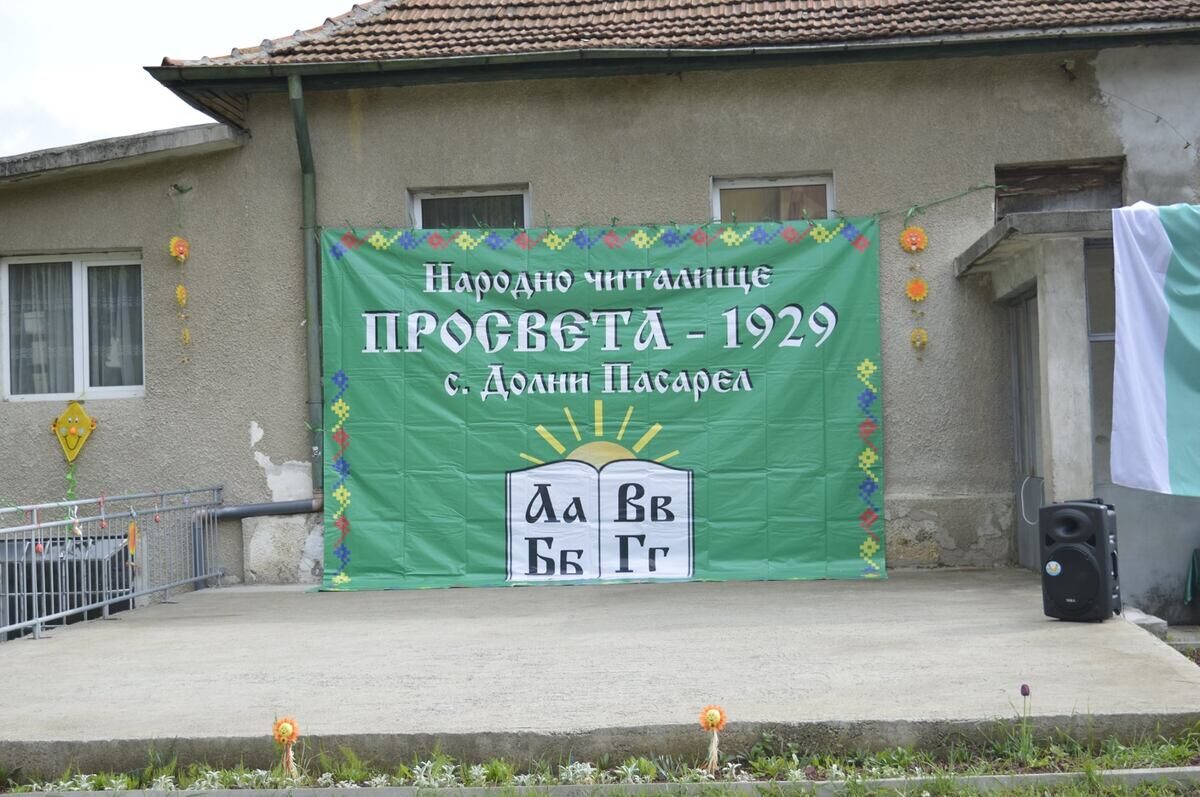 Народно читалище
ПРОСВЕТА - 1929
с. Долни Пасарел
Аа Вв
Бб Гг